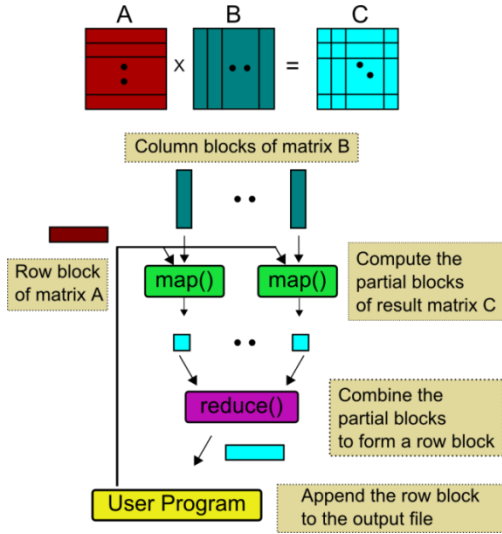 A B C
x =
Column blocks of matrix B
Row block
of matrix A
map() map()
Compute the
partial blocks
of result matrix C
reduce()
Combine the
partial blocks
to form a row block
User Program
Append the row block
to the output file